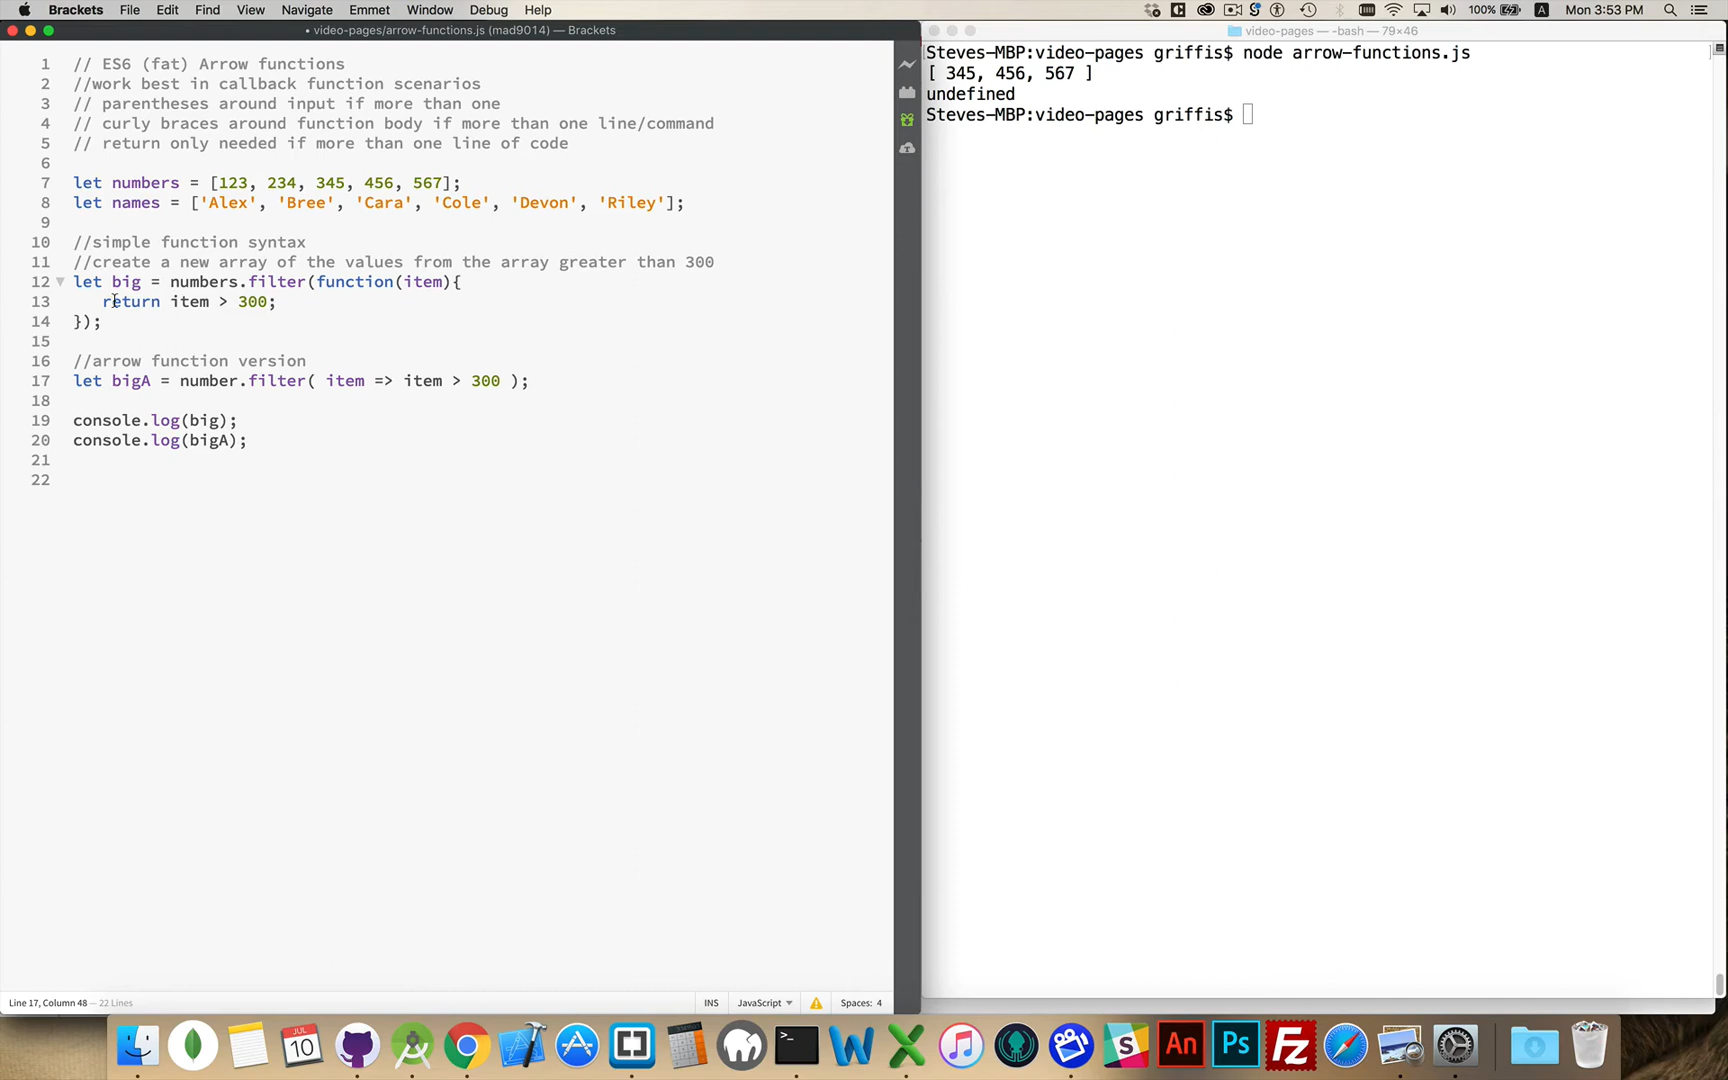 Brackets File Edit Find View Navigate Emmet Window Debug Help 100% A Mon 3:53 PM
• video-pages/arrow-functions.js (mad9014) — Brackets
video-pages — -bash — 79×46
1 // ES6 (fat) Arrow functions
2 //work best in callback function scenarios
3 // parentheses around input if more than one
4 // curly braces around function body if more than one line/command
5 // return only needed if more than one line of code
6
7 let numbers = [123, 234, 345, 456, 567];
8 let names = ['Alex', 'Bree', 'Cara', 'Cole', 'Devon', 'Riley'];
9
10 //simple function syntax
11 //create a new array of the values from the array greater than 300
12 let big = numbers.filter(function(item){
13 return item > 300;
14 });
15
16 //arrow function version
17 let bigA = number.filter( item => item > 300 );
18
19 console.log(big);
20 console.log(bigA);
21
22
Steves-MBP:video-pages griffis$ node arrow-functions.js
[ 345, 456, 567 ]
undefined
Steves-MBP:video-pages griffis$
Line 17, Column 48 — 22 Lines
INS JavaScript Spaces: 4
JUL
10
>_
W
X
S
An
Ps
FZ